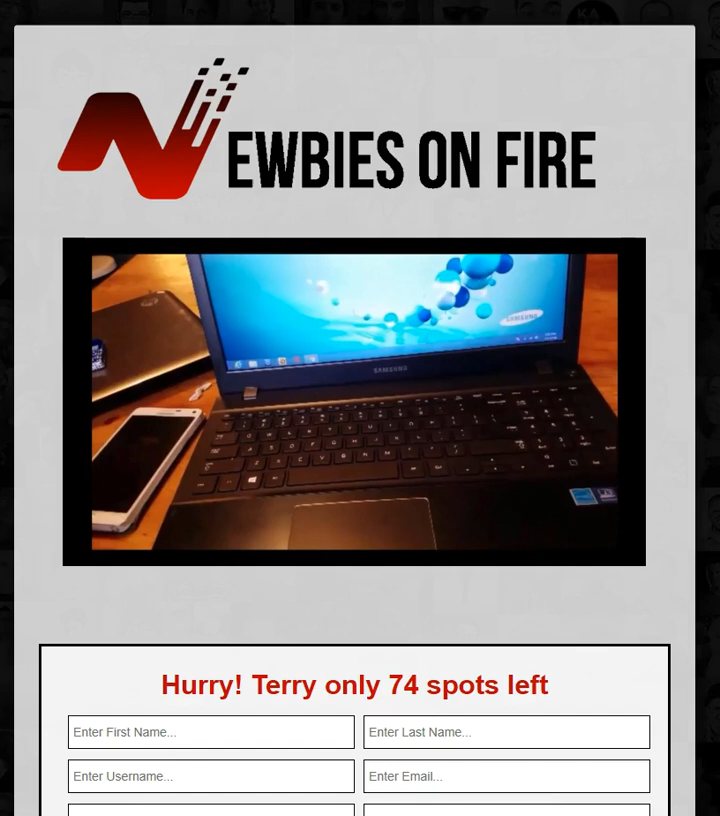 NEWBIES ON FIRE
SAMSUNG
SAMSUNG
Hurry! Terry only 74 spots left
Enter First Name...
Enter Last Name...
Enter Username...
Enter Email...